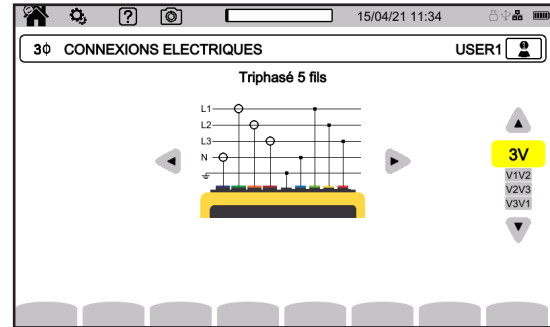 15/04/21 11:34
3ϕ CONNEXIONS ELECTRIQUES
USER1
Triphasé 5 fils
L1
L2
L3
N
3V
V1V2
V2V3
V3V1